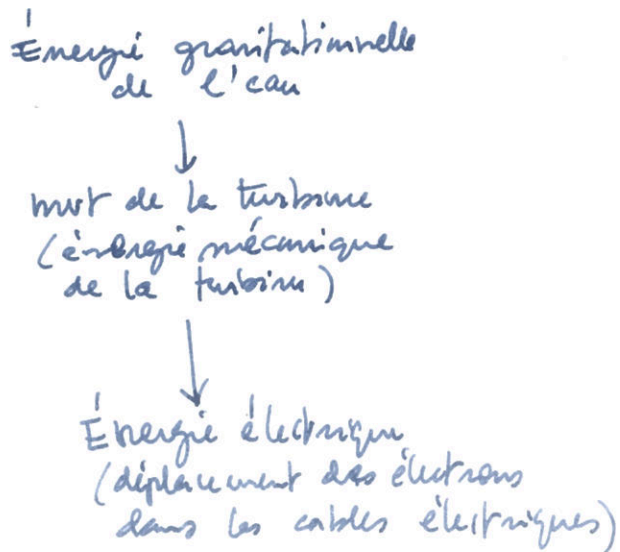 Énergie gravitationnelle
de l'eau
↓
mvt de la turbine
(énergie mécanique
de la turbine)
↓
Énergie électrique
(déplacement des électrons
dans les cables électriques)